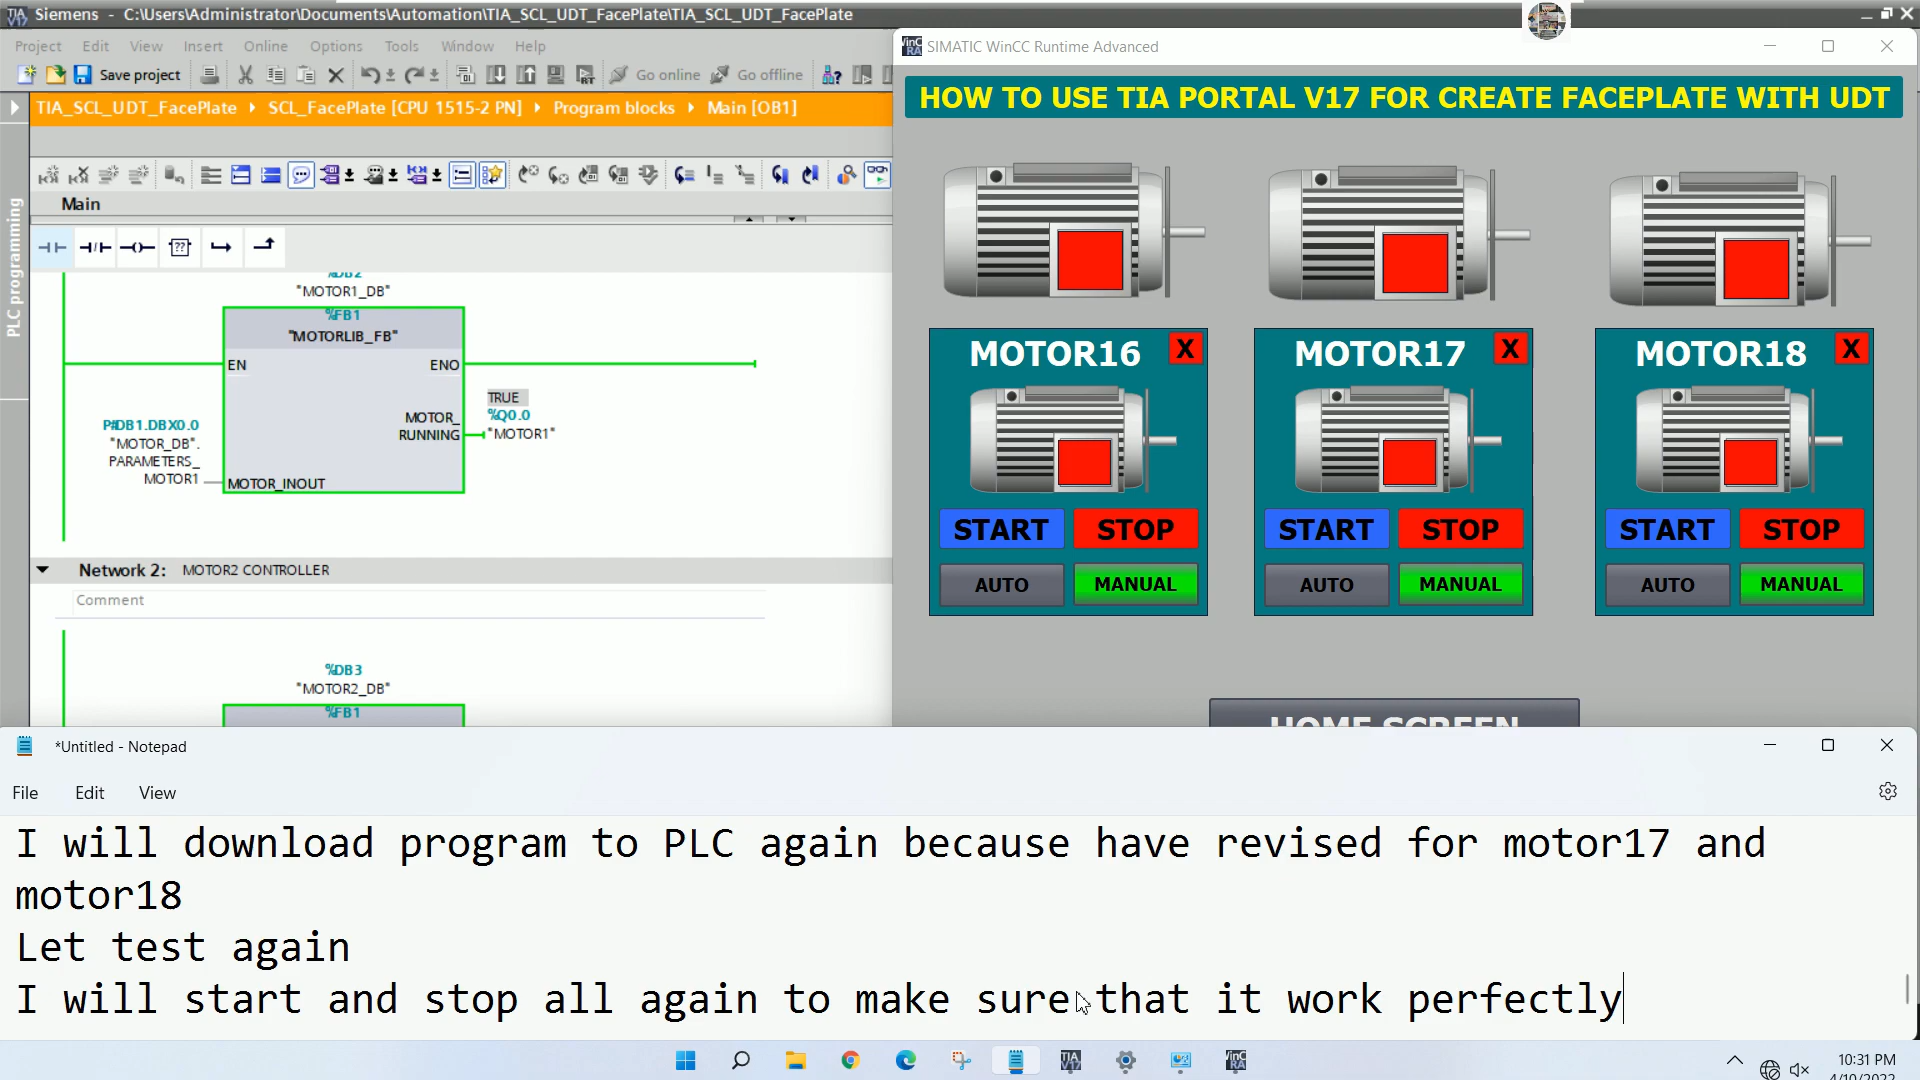 Siemens - C:\Users\Administrator\Documents\Automation\TIA_SCL_UDT_FacePlate\TIA_SCL_UDT_FacePlate
Project Edit View Insert Online Options Tools Window Help
Save project Go online Go offline
TIA_SCL_UDT_FacePlate SCL_FacePlate [CPU 1515-2 PN] Program blocks Main [OB1]
Main
PLC programming
%DB2
"MOTOR1_DB"
%FB1
"MOTORLIB_FB"
EN ENO
TRUE
%Q0.0
MOTOR_
RUNNING "MOTOR1"
P#DB1.DBX0.0
"MOTOR_DB".
PARAMETERS_
MOTOR1 MOTOR_INOUT
Network 2: MOTOR2 CONTROLLER
Comment
%DB3
"MOTOR2_DB"
%FB1
SIMATIC WinCC Runtime Advanced
HOW TO USE TIA PORTAL V17 FOR CREATE FACEPLATE WITH UDT
MOTOR16 X MOTOR17 X MOTOR18 X
START STOP START STOP START STOP
AUTO MANUAL AUTO MANUAL AUTO MANUAL
HOME SCREEN
*Untitled - Notepad
File Edit View
I will download program to PLC again because have revised for motor17 and
motor18
Let test again
I will start and stop all again to make sure that it work perfectly
10:31 PM
4/10/2022